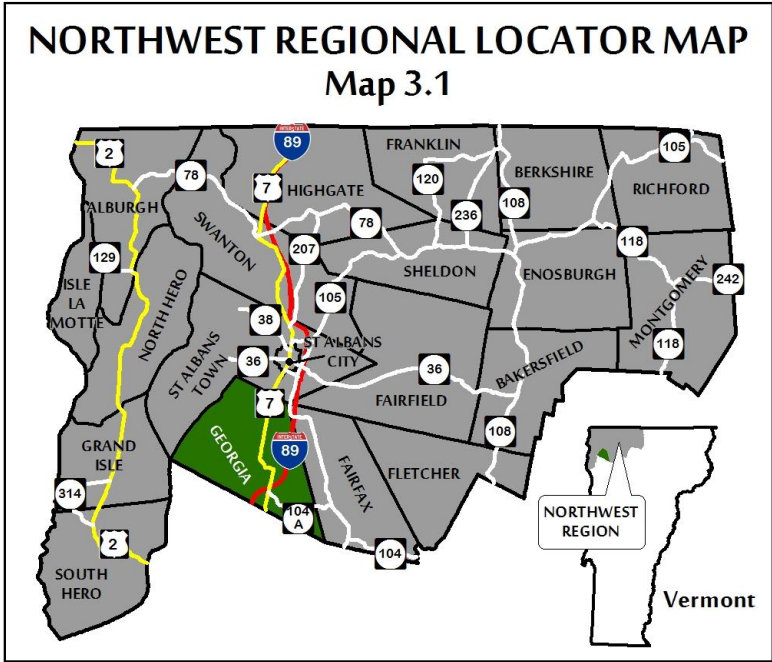 NORTHWEST REGIONAL LOCATOR MAP
Map 3.1
INTERSTATE
89
2
FRANKLIN
105
BERKSHIRE
78
7
HIGHGATE
120
RICHFORD
ALBURGH
108
SWANTON
236
78
207
118
129
SHELDON
ENOSBURGH
ISLE
LA
MOTTE
NORTH HERO
105
MONTGOMERY
242
38
ST ALBANS
CITY
118
36
ST ALBANS
TOWN
36
BAKERSFIELD
7
FAIRFIELD
GEORGIA
108
GRAND
ISLE
INTERSTATE
89
FAIRFAX
FLETCHER
314
104
A
NORTHWEST
REGION
2
104
SOUTH
HERO
Vermont